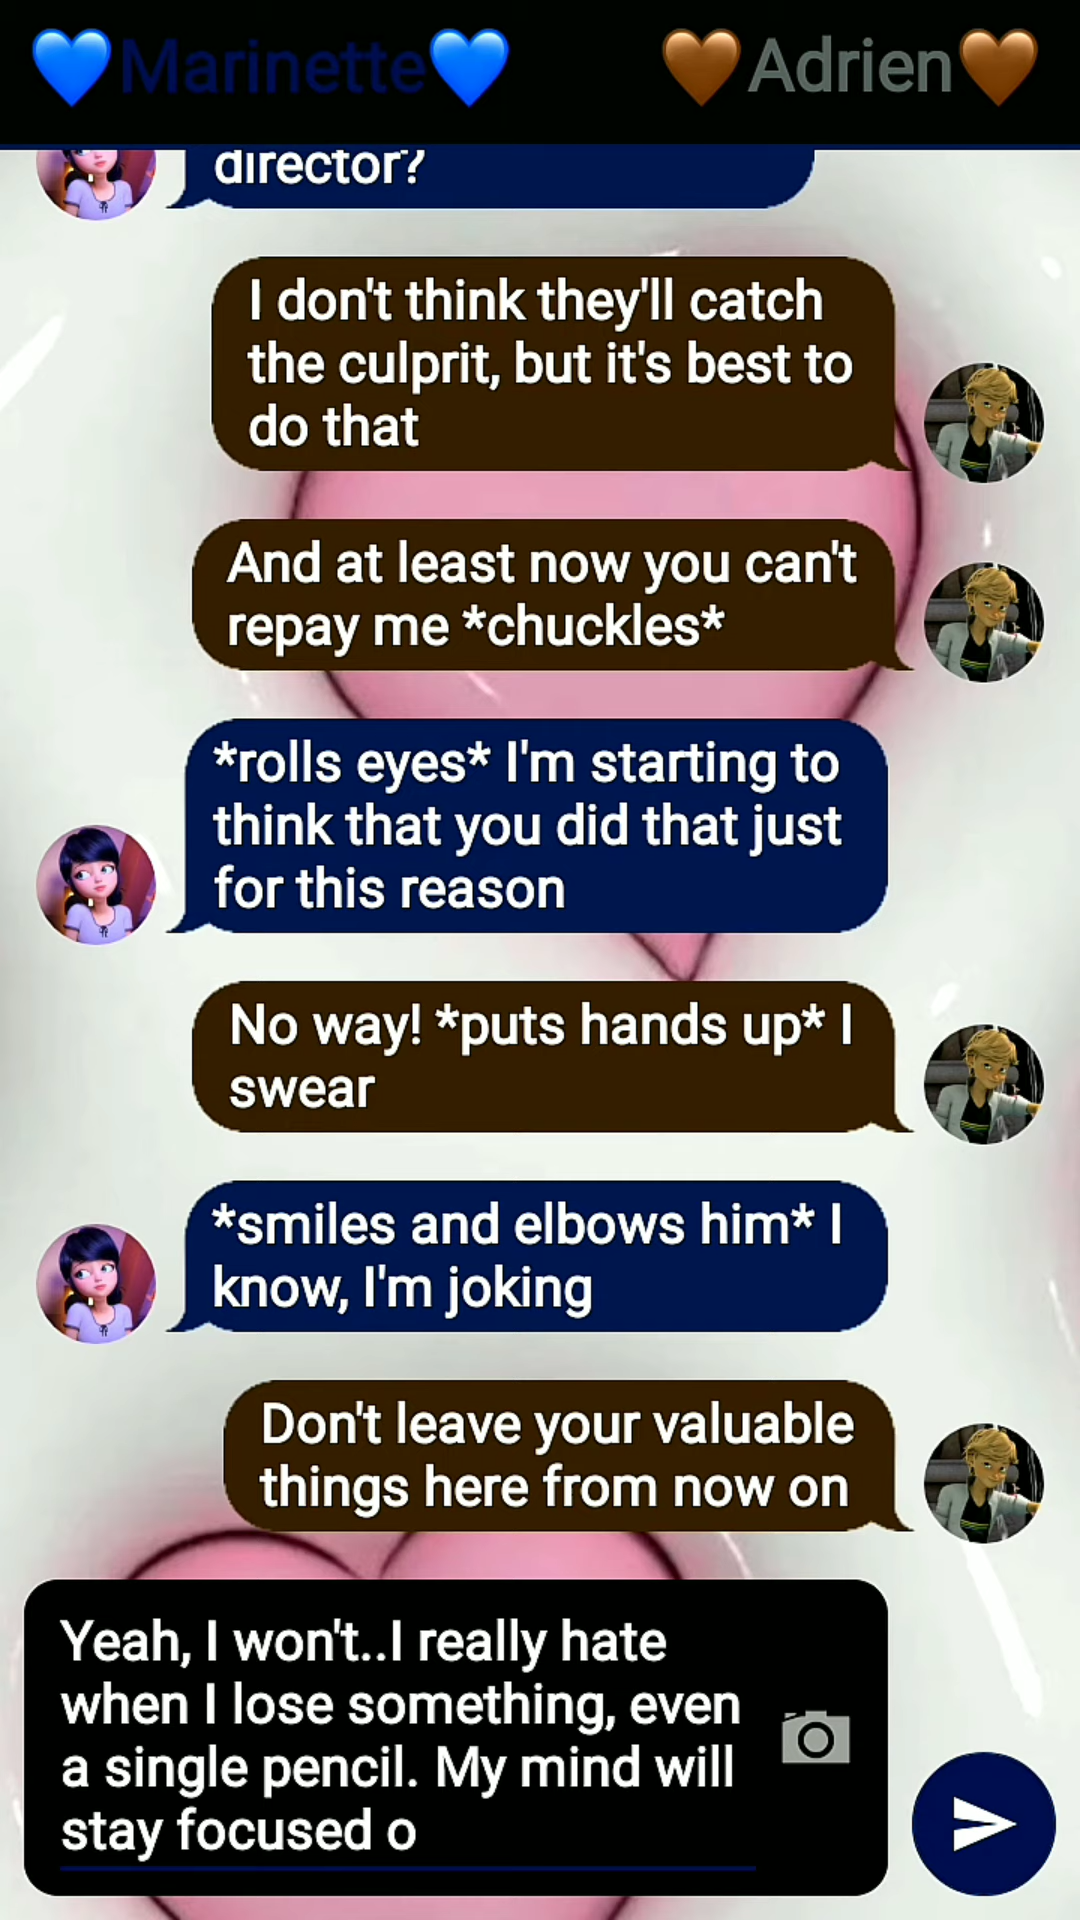 💙Marinette💙 🤎Adrien🤎
director?
I don't think they'll catch
the culprit, but it's best to
do that
And at least now you can't
repay me *chuckles*
*rolls eyes* I'm starting to
think that you did that just
for this reason
No way! *puts hands up* I
swear
*smiles and elbows him* I
know, I'm joking
Don't leave your valuable
things here from now on
Yeah, I won't..I really hate
when I lose something, even
a single pencil. My mind will
stay focused o